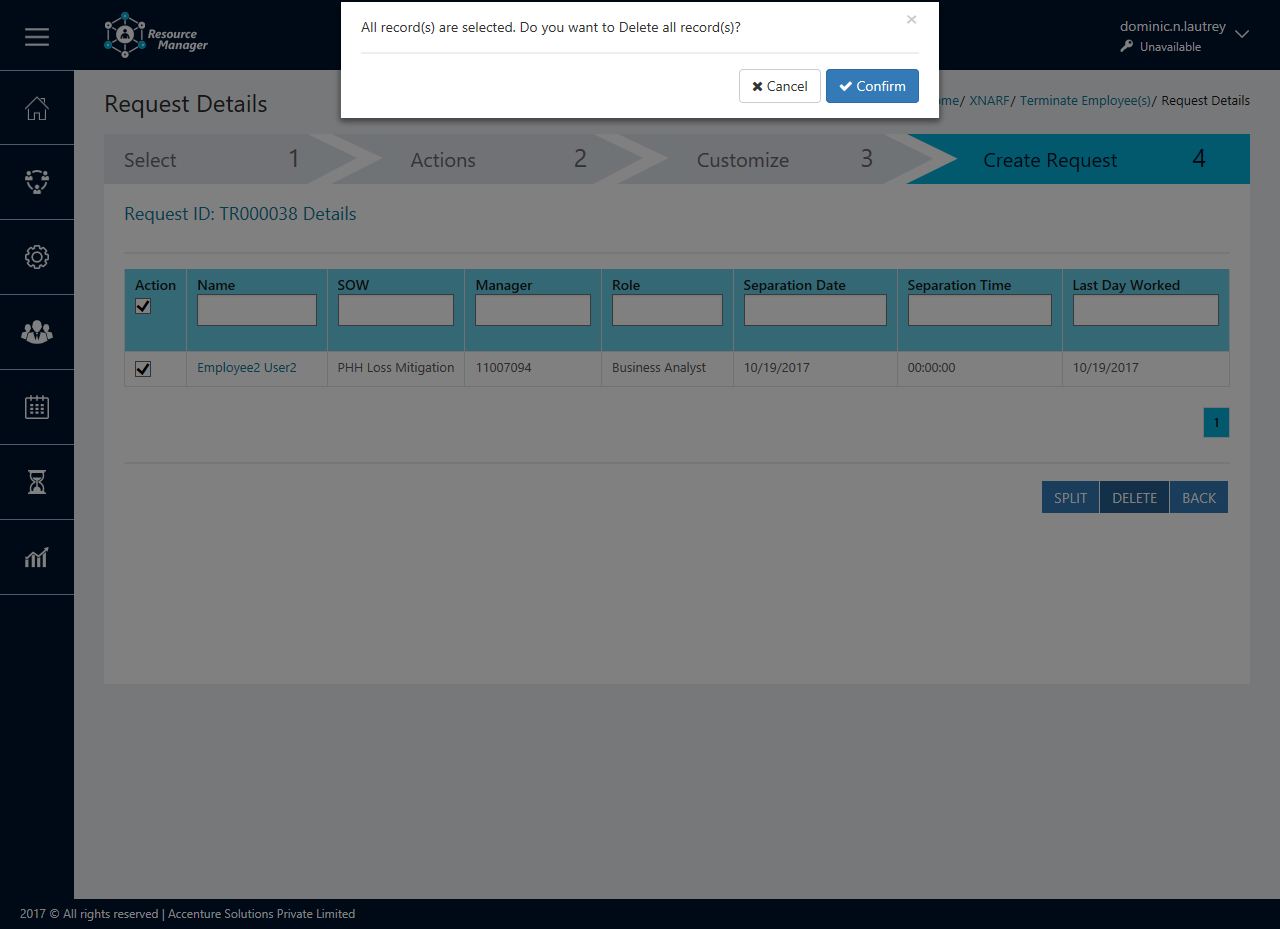 All record(s) are selected. Do you want to Delete all record(s)?
×
Cancel
Confirm
Resource
Manager
dominic.n.lautrey
Unavailable
Request Details
XNARF/ Terminate Employee(s)/ Request Details
Select 1
Actions 2
Customize 3
Create Request 4
Request ID: TR000038 Details
Action Name SOW Manager Role Separation Date Separation Time Last Day Worked
Employee2 User2 PHH Loss Mitigation 11007094 Business Analyst 10/19/2017 00:00:00 10/19/2017
1
SPLIT DELETE BACK
2017 © All rights reserved | Accenture Solutions Private Limited